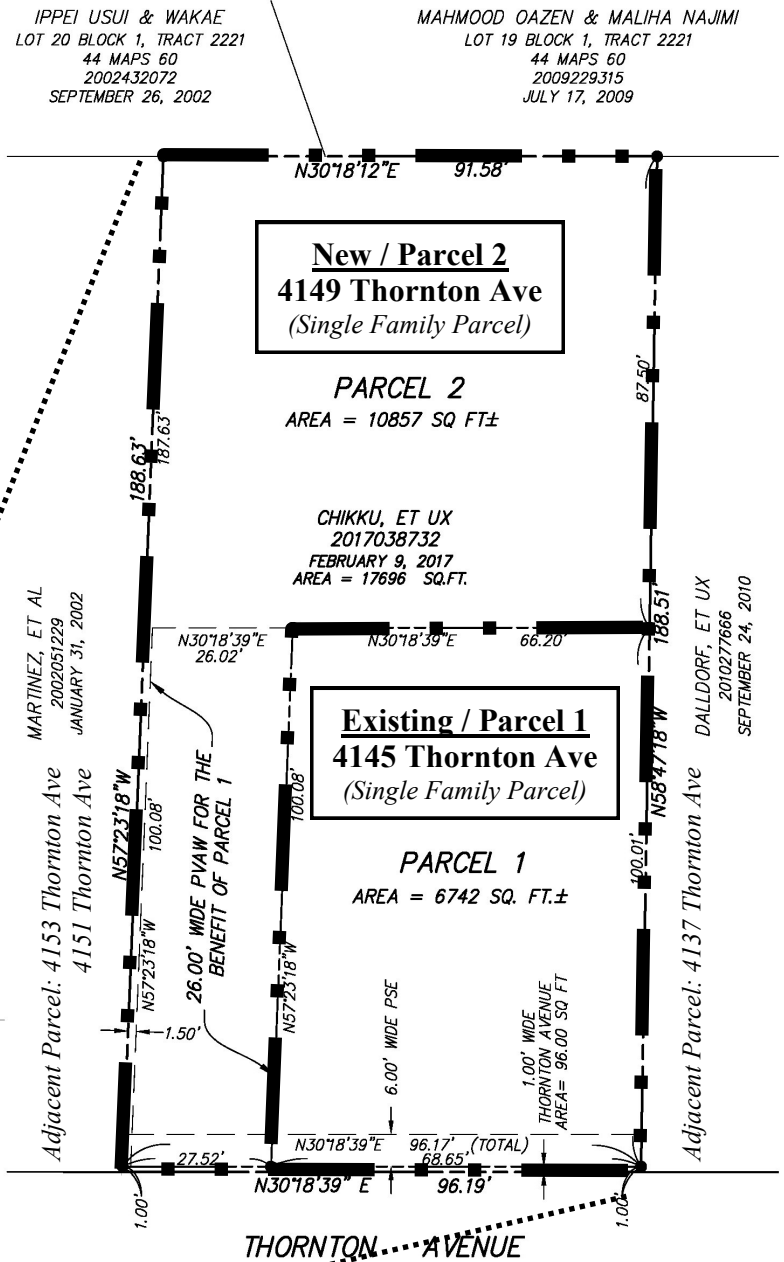 IPPEI USUI & WAKAE
LOT 20 BLOCK 1, TRACT 2221
44 MAPS 60
2002432072
SEPTEMBER 26, 2002
MAHMOOD OAZEN & MALIHA NAJIMI
LOT 19 BLOCK 1, TRACT 2221
44 MAPS 60
2009229315
JULY 17, 2009
N30°18'12"E 91.58'
New / Parcel 2
4149 Thornton Ave
(Single Family Parcel)
PARCEL 2
AREA = 10857 SQ FT±
87.50'
188.63'
187.63'
CHIKKU, ET UX
2017038732
FEBRUARY 9, 2017
AREA = 17696 SQ.FT.
MARTINEZ, ET AL
2002051229
JANUARY 31, 2002
N30°18'39"E
26.02'
N30°18'39"E 66.20'
188.51'
DALLDORF, ET UX
2010277666
SEPTEMBER 24, 2010
Existing / Parcel 1
4145 Thornton Ave
(Single Family Parcel)
N57°23'18"W
100.08'
26.00' WIDE PVAW FOR THE
BENEFIT OF PARCEL 1
100.08'
N58°47'18"W
100.01'
PARCEL 1
AREA = 6742 SQ. FT.±
Adjacent Parcel: 4153 Thornton Ave
4151 Thornton Ave
N57°23'18"W
N57°23'18"W
Adjacent Parcel: 4137 Thornton Ave
1.50'
6.00' WIDE PSE
1.00' WIDE
THORNTON AVENUE
AREA= 96.00 SQ FT
N30°18'39"E 96.17' (TOTAL)
27.52' 68.65'
N30°18'39" E 96.19'
1.00'
1.00'
THORNTON AVENUE